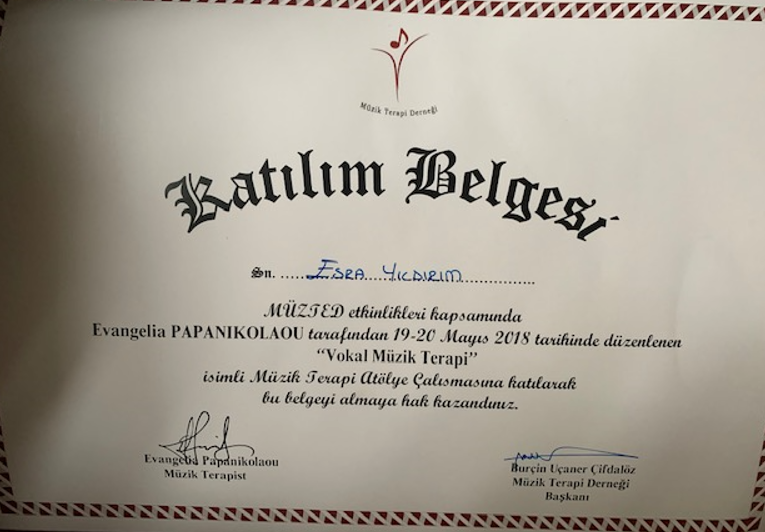 Müzik Terapi Derneği
Katılım Belgesi
Sn. ......ESRA....YILDIRIM..................
MÜZTED etkinlikleri kapsamında
Evangelia PAPANIKOLAOU tarafından 19-20 Mayıs 2018 tarihinde düzenlenen
“Vokal Müzik Terapi”
isimli Müzik Terapi Atölye Çalısmasına katılarak
bu belgeyi almaya hak kazandınız.
Evangelia Papanikolaou
Müzik Terapist
Burçin Uçaner Çifdalöz
Müzik Terapi Derneği
Başkanı